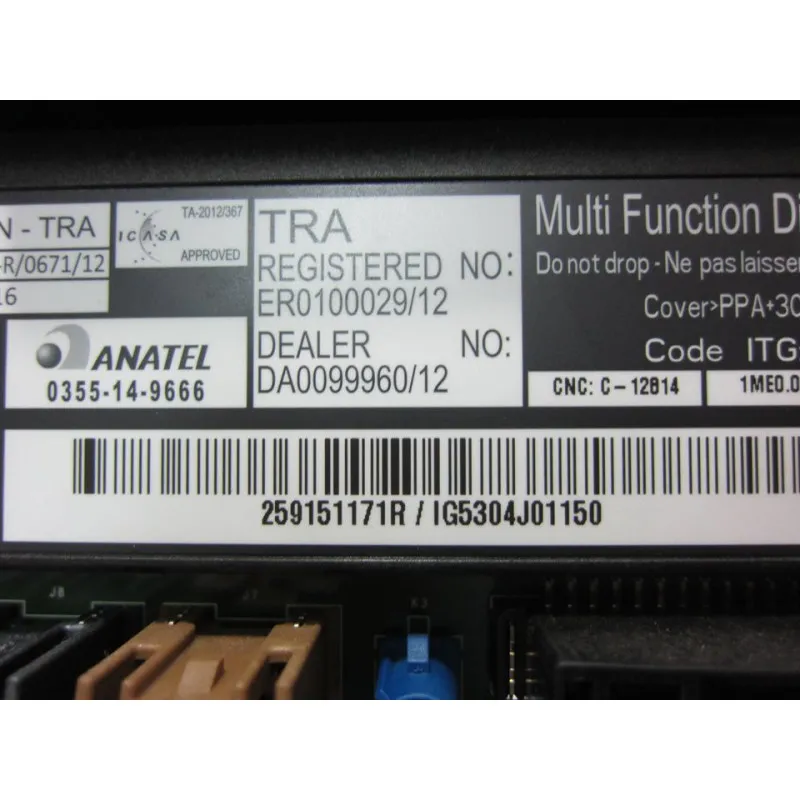 N - TRA
-R/0671/12
16
TA-2012/367
ICASA
APPROVED
ANATEL
0355-14-9666
TRA
REGISTERED NO:
ER0100029/12
DEALER NO:
DA0099960/12
Multi Function Di
Do not drop - Ne pas laisser
Cover>PPA+30
Code ITG
CNC: C-12814
1ME0.0
259151171R / IG5304J01150
J8